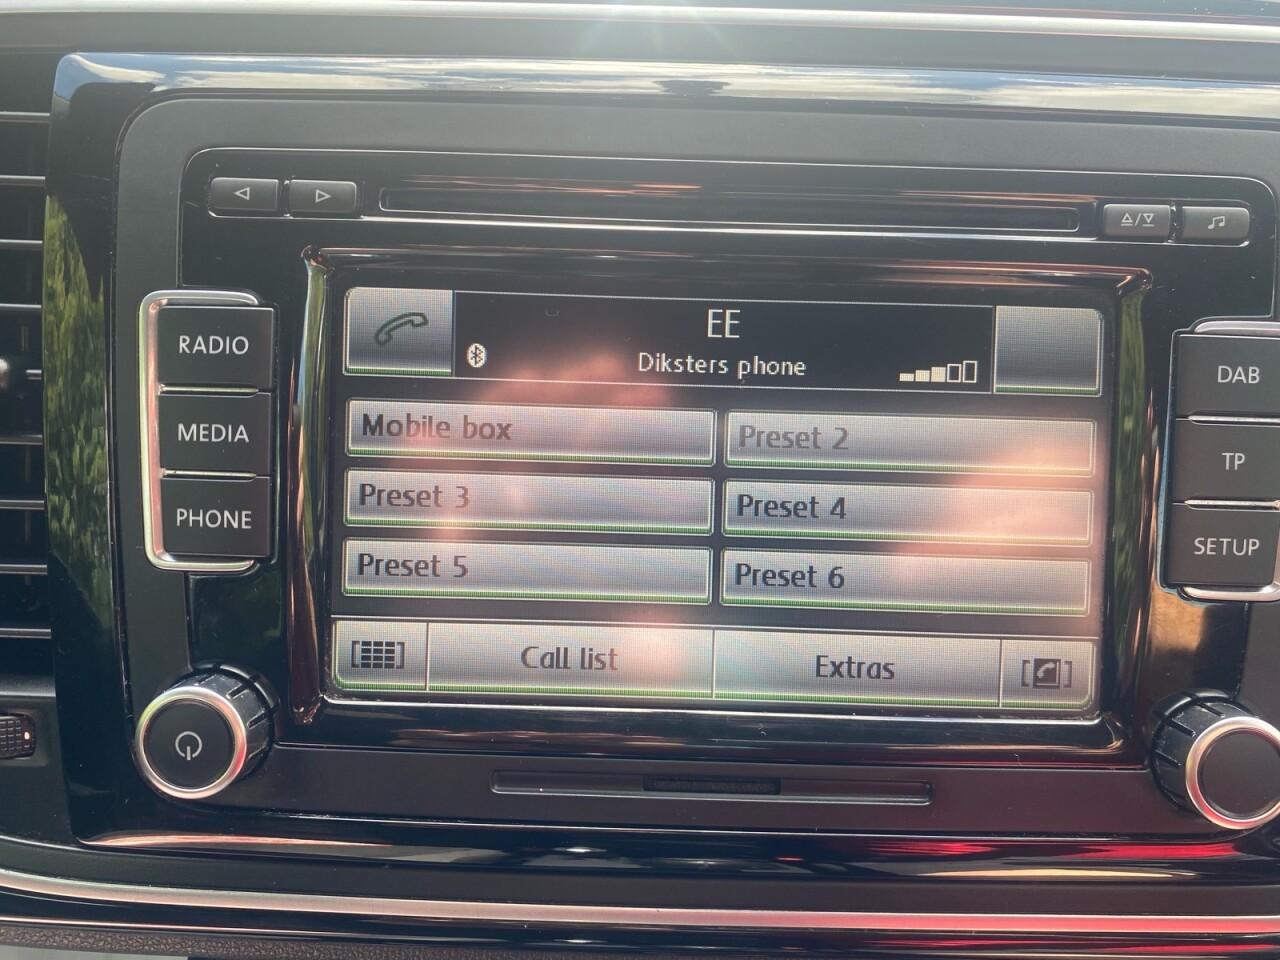 RADIO
MEDIA
PHONE
EE
Diksters phone
Mobile box
Preset 2
Preset 3
Preset 4
Preset 5
Preset 6
Call list
Extras
DAB
TP
SETUP